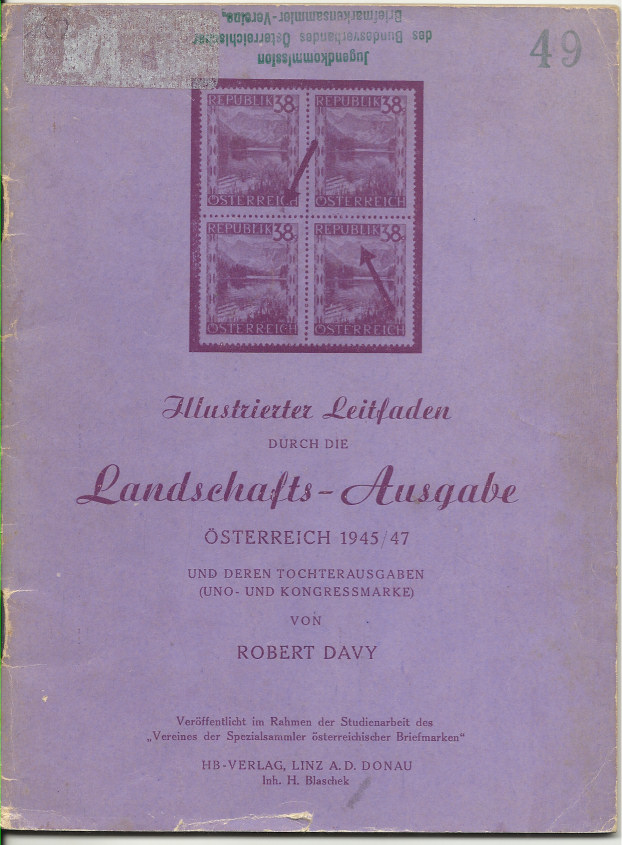 Jugendkommission
des Bundesverbandes Österreichischer
Briefmarkensammler-Vereine,
49
REPUBLIK 38
REPUBLIK 38
ÖSTERREICH
ÖSTERREICH
REPUBLIK 38
REPUBLIK 38
ÖSTERREICH
ÖSTERREICH
Illustrierter Leitfaden
DURCH DIE
Landschafts-Ausgabe
ÖSTERREICH 1945/47
UND DEREN TOCHTERAUSGABEN
(UNO- UND KONGRESSMARKE)
VON
ROBERT DAVY
Veröffentlicht im Rahmen der Studienarbeit des
„Vereines der Spezialsammler österreichischer Briefmarken"
HB-VERLAG, LINZ A. D. DONAU
Inh. H. Blaschek